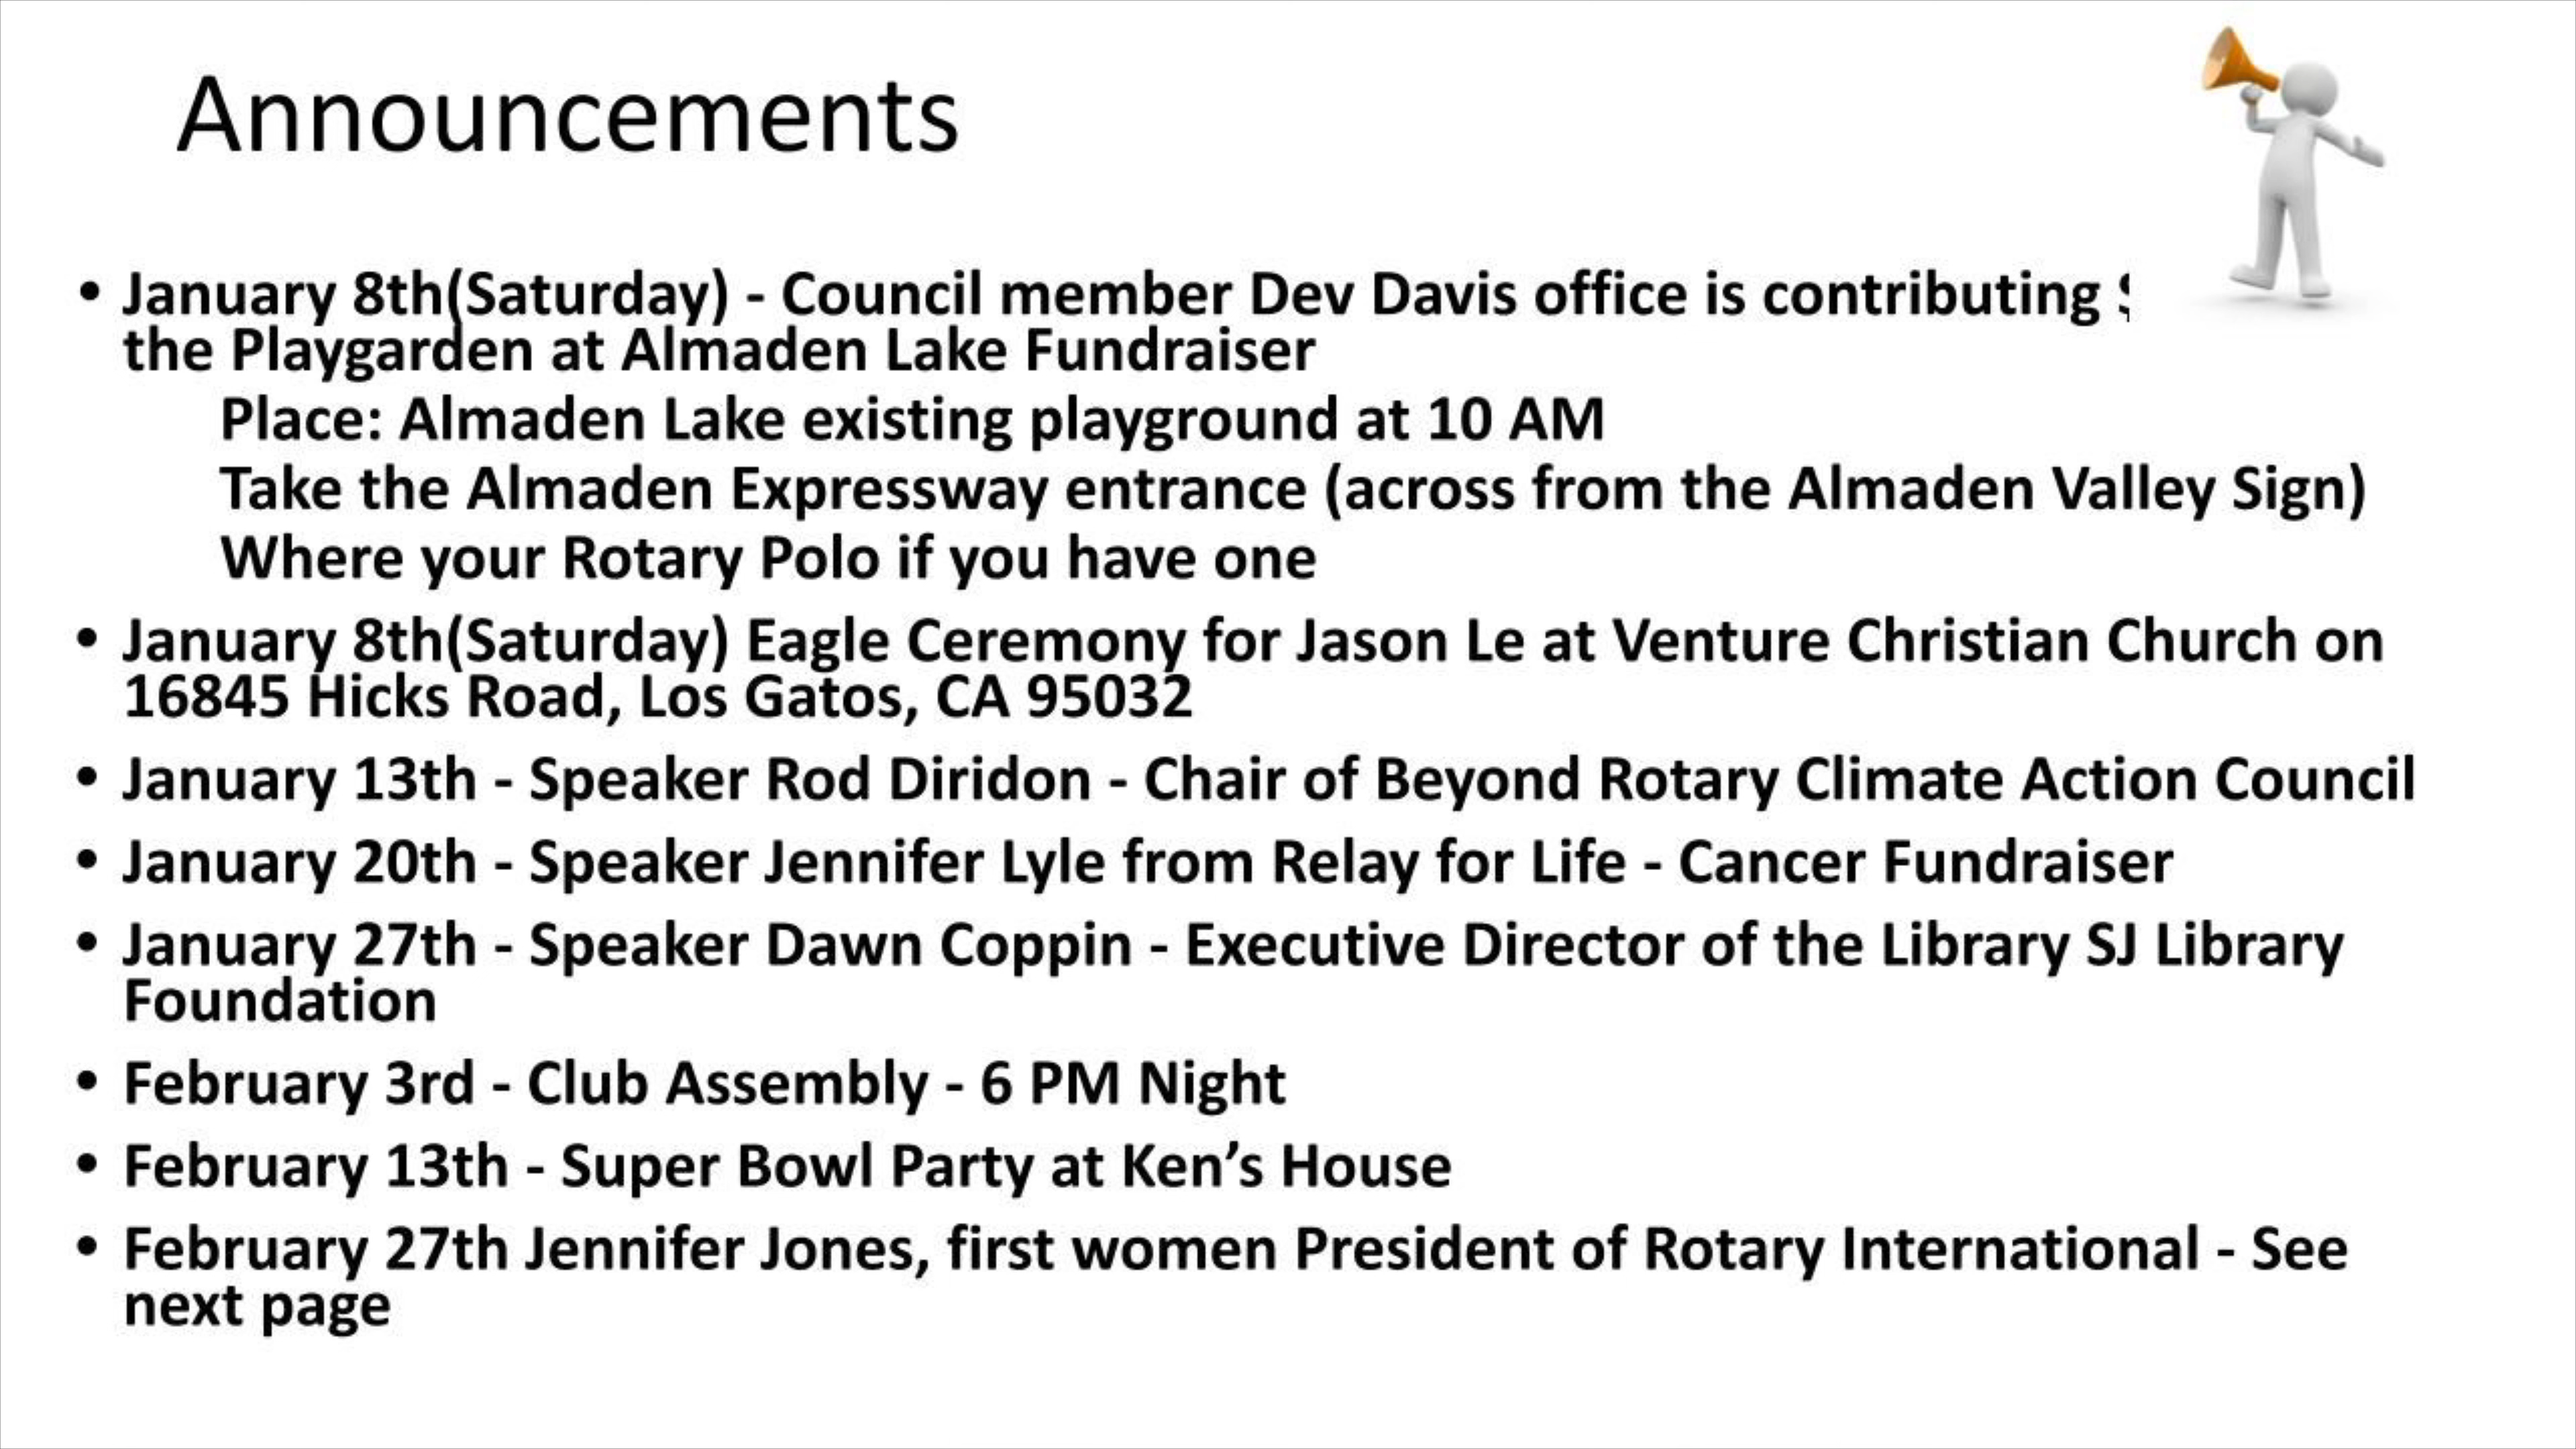 Announcements
• January 8th(Saturday) - Council member Dev Davis office is contributing
the Playgarden at Almaden Lake Fundraiser
Place: Almaden Lake existing playground at 10 AM
Take the Almaden Expressway entrance (across from the Almaden Valley Sign)
Where your Rotary Polo if you have one
• January 8th(Saturday) Eagle Ceremony for Jason Le at Venture Christian Church on
16845 Hicks Road, Los Gatos, CA 95032
• January 13th - Speaker Rod Diridon - Chair of Beyond Rotary Climate Action Council
• January 20th - Speaker Jennifer Lyle from Relay for Life - Cancer Fundraiser
• January 27th - Speaker Dawn Coppin - Executive Director of the Library SJ Library
Foundation
• February 3rd - Club Assembly - 6 PM Night
• February 13th - Super Bowl Party at Ken’s House
• February 27th Jennifer Jones, first women President of Rotary International - See
next page